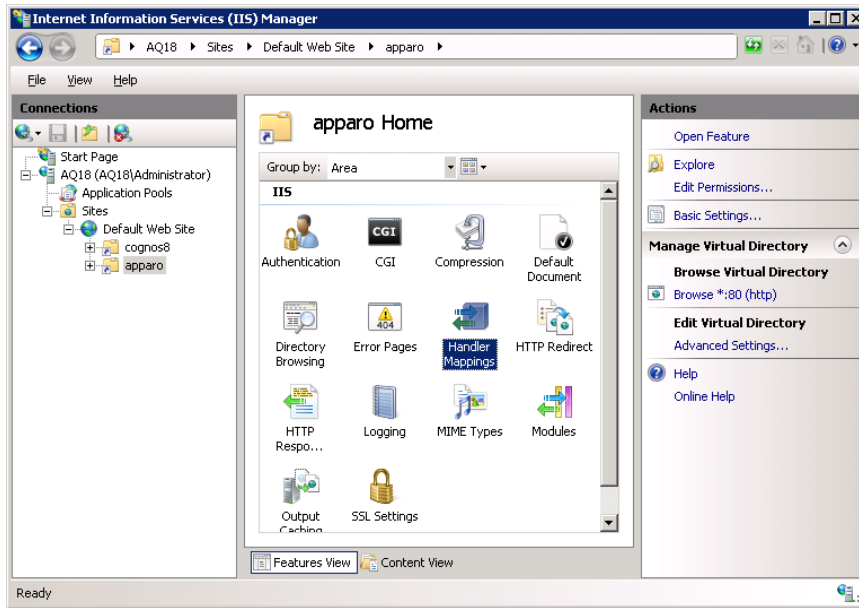 Internet Information Services (IIS) Manager
AQ18 Sites Default Web Site apparo
File View Help
Connections
Start Page
AQ18 (AQ18\Administrator)
Application Pools
Sites
Default Web Site
cognos8
apparo
apparo Home
Group by: Area
IIS
Authentication
CGI
CGI
Compression
Default
Document
Directory
Browsing
404
Error Pages
Handler
Mappings
HTTP Redirect
HTTP
Respo...
Logging
MIME Types
Modules
Output
Caching
SSL Settings
Features View
Content View
Actions
Open Feature
Explore
Edit Permissions...
Basic Settings...
Manage Virtual Directory
Browse Virtual Directory
Browse *:80 (http)
Edit Virtual Directory
Advanced Settings...
Help
Online Help
Ready